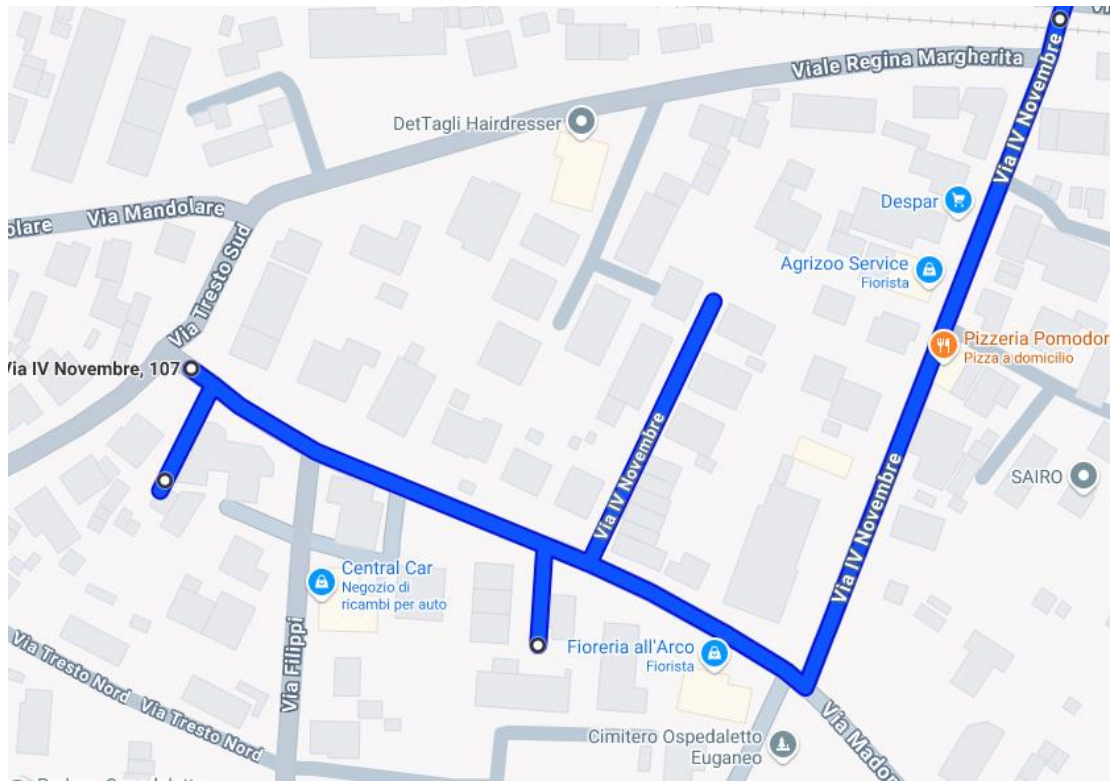 Viale Regina Margherita
DetTagli Hairdresser
Via IV Novembre
Via Mandolare
olare
Despar
Via Tresto Sud
Agrizoo Service
Fiorista
Pizzeria Pomodor
Pizza a domicilio
Via IV Novembre, 107
Via IV Novembre
SAIRO
Via IV Novembre
Central Car
Negozio di
ricambi per auto
Fioreria all'Arco
Fiorista
Via Filippi
Via Tresto Nord
Via Tresto Nord
Via Mador
Cimitero Ospedaletto
Euganeo